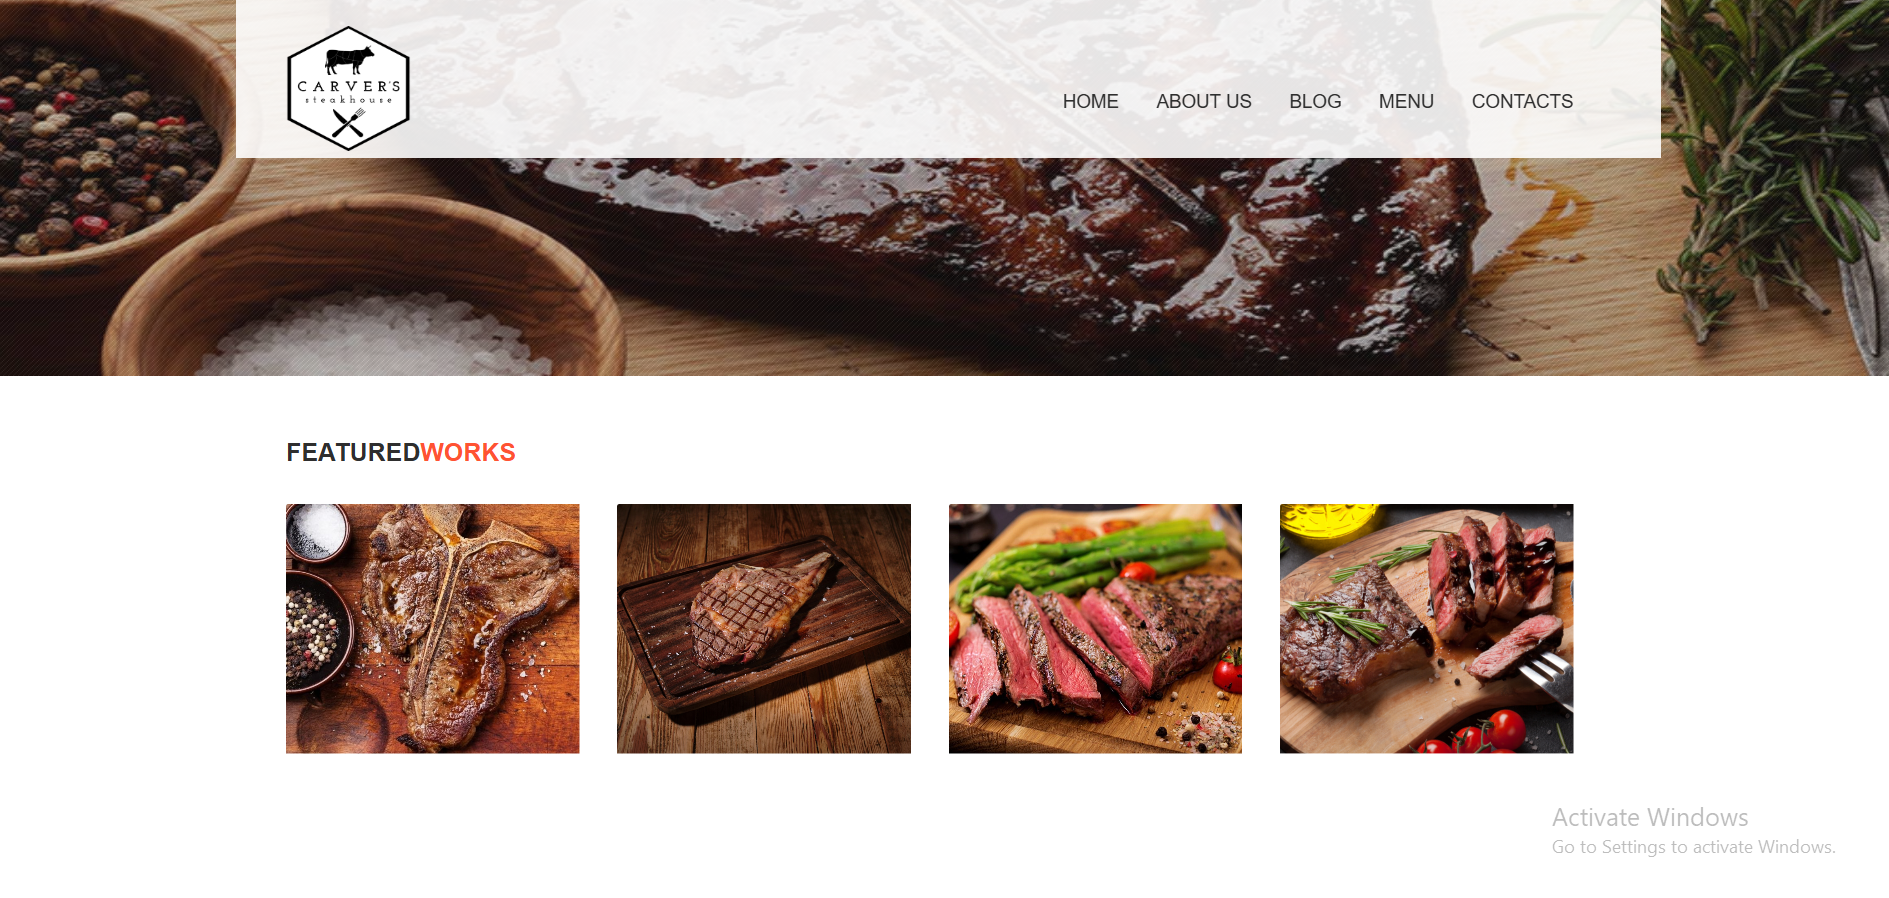 CARVER'S
steakhouse
HOME ABOUT US BLOG MENU CONTACTS
FEATUREDWORKS
Activate Windows
Go to Settings to activate Windows.